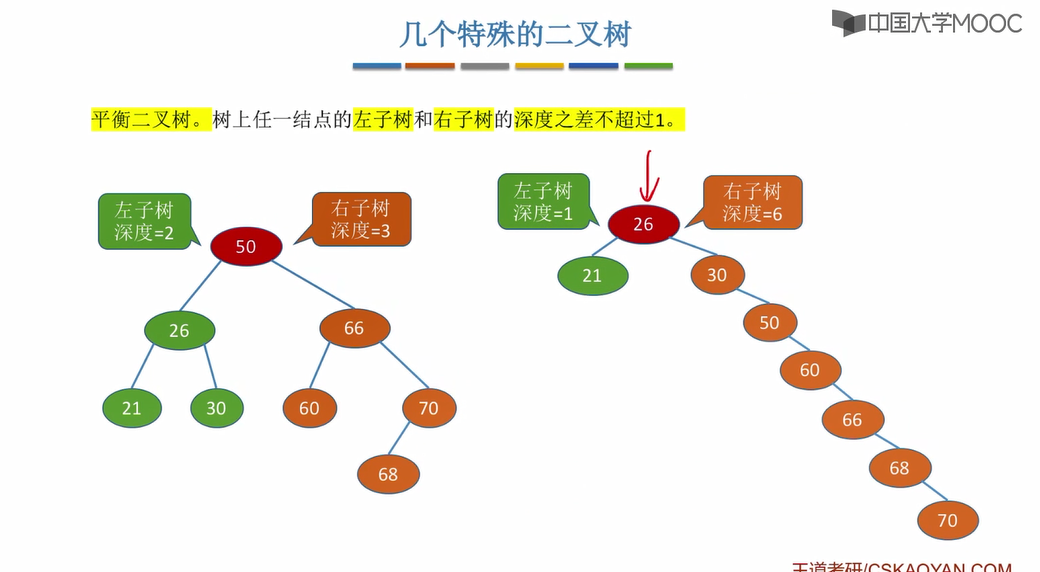 几个特殊的二叉树
中国大学MOOC
平衡二叉树。树上任一结点的左子树和右子树的深度之差不超过1。
左子树
深度=2
右子树
深度=3
50
26
66
21
30
60
70
68
左子树
深度=1
右子树
深度=6
26
21
30
50
60
66
68
70
王道考研/CSKAOYAN.COM